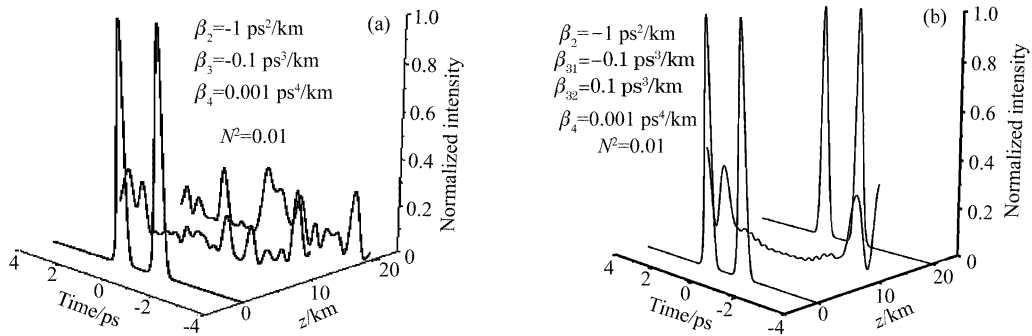 (a)
β₂=-1 ps²/km
β₃=-0.1 ps³/km
β₄=0.001 ps⁴/km
N²=0.01
1.0
0.8
0.6
0.4
0.2
0
Normalized intensity
4
2
0
-2
-4
Time/ps
0
10
20
z/km
(b)
β₂=−1 ps²/km
β₃₁=−0.1 ps³/km
β₃₂=0.1 ps³/km
β₄=0.001 ps⁴/km
N²=0.01
1.0
0.8
0.6
0.4
0.2
0
Normalized intensity
4
2
0
-2
-4
Time/ps
0
10
20
z/km